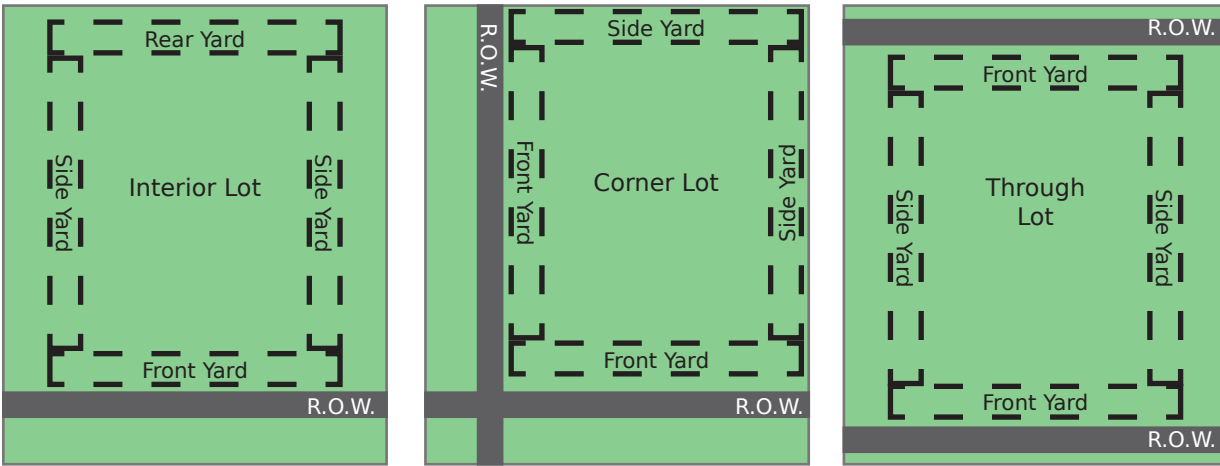 Rear Yard
Side Yard
Interior Lot
Side Yard
Front Yard
R.O.W.
R.O.W.
Side Yard
Front Yard
Corner Lot
Side Yard
Front Yard
R.O.W.
R.O.W.
Front Yard
Side Yard
Through
Lot
Side Yard
Front Yard
R.O.W.